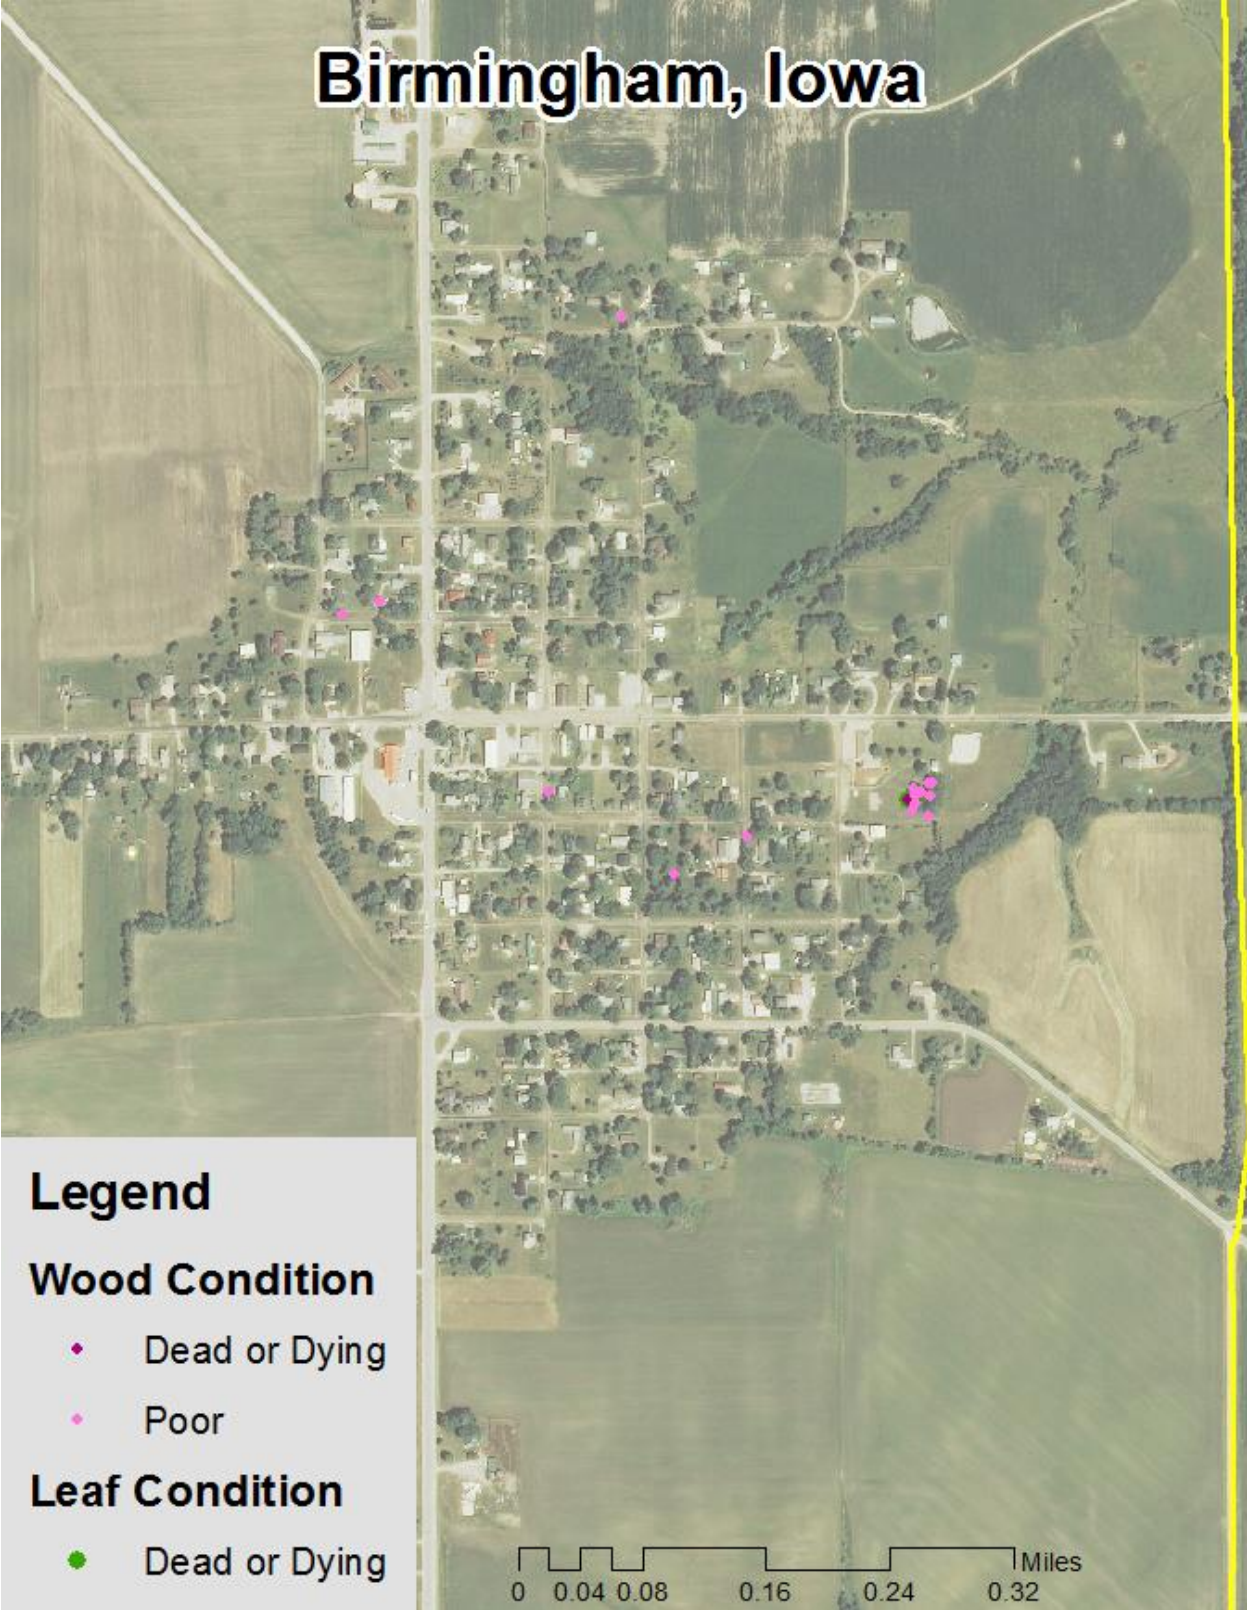 Birmingham, Iowa
Legend
Wood Condition
Dead or Dying
Poor
Leaf Condition
Dead or Dying
Miles
0 0.04 0.08 0.16 0.24 0.32